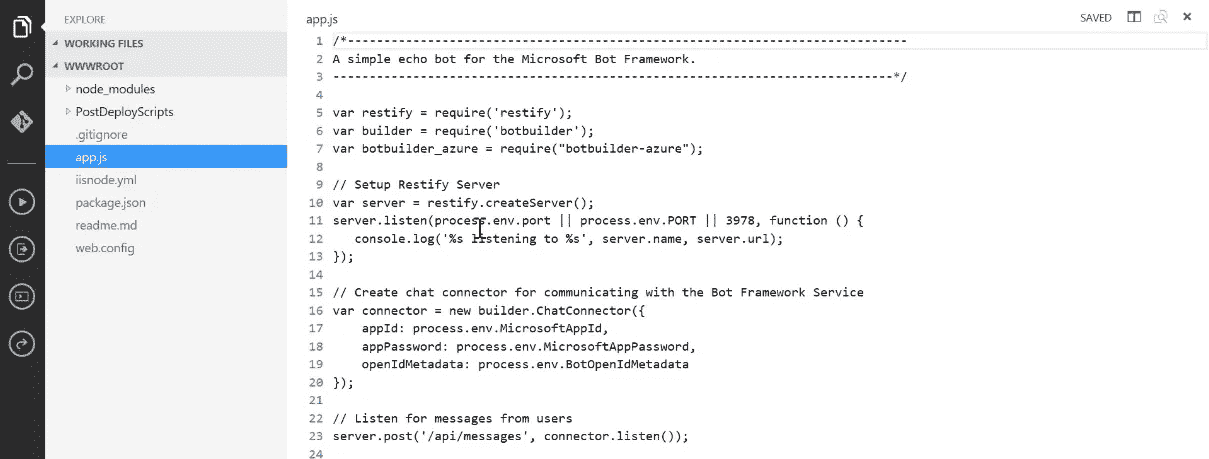 EXPLORE
WORKING FILES
WWWROOT
node_modules
PostDeployScripts
.gitignore
app.js
iisnode.yml
package.json
readme.md
web.config
app.js
SAVED
1 /*-----------------------------------------------------------------------------
2 A simple echo bot for the Microsoft Bot Framework.
3 -----------------------------------------------------------------------------*/
4
5 var restify = require('restify');
6 var builder = require('botbuilder');
7 var botbuilder_azure = require("botbuilder-azure");
8
9 // Setup Restify Server
10 var server = restify.createServer();
11 server.listen(process.env.port || process.env.PORT || 3978, function () {
12    console.log('%s listening to %s', server.name, server.url);
13 });
14
15 // Create chat connector for communicating with the Bot Framework Service
16 var connector = new builder.ChatConnector({
17     appId: process.env.MicrosoftAppId,
18     appPassword: process.env.MicrosoftAppPassword,
19     openIdMetadata: process.env.BotOpenIdMetadata
20 });
21
22 // Listen for messages from users
23 server.post('/api/messages', connector.listen());
24